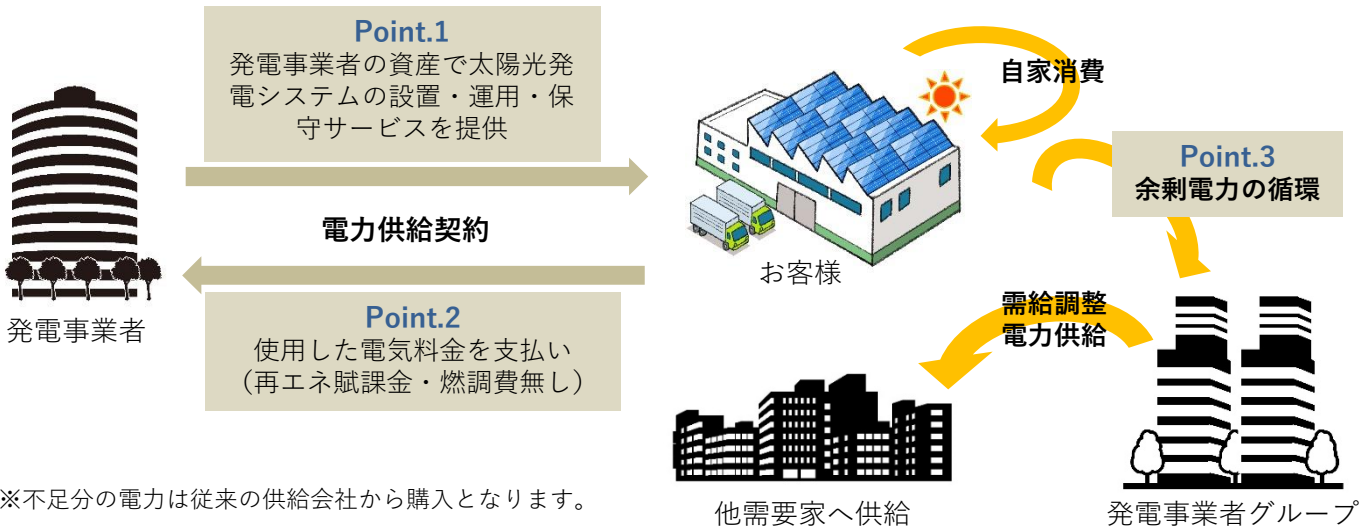 Point.1
発電事業者の資産で太陽光発
電システムの設置・運用・保
守サービスを提供
自家消費
Point.3
余剰電力の循環
電力供給契約
お客様
発電事業者
Point.2
使用した電気料金を支払い
（再エネ賦課金・燃調費無し）
需給調整
電力供給
※不足分の電力は従来の供給会社から購入となります。
他需要家へ供給
発電事業者グループ